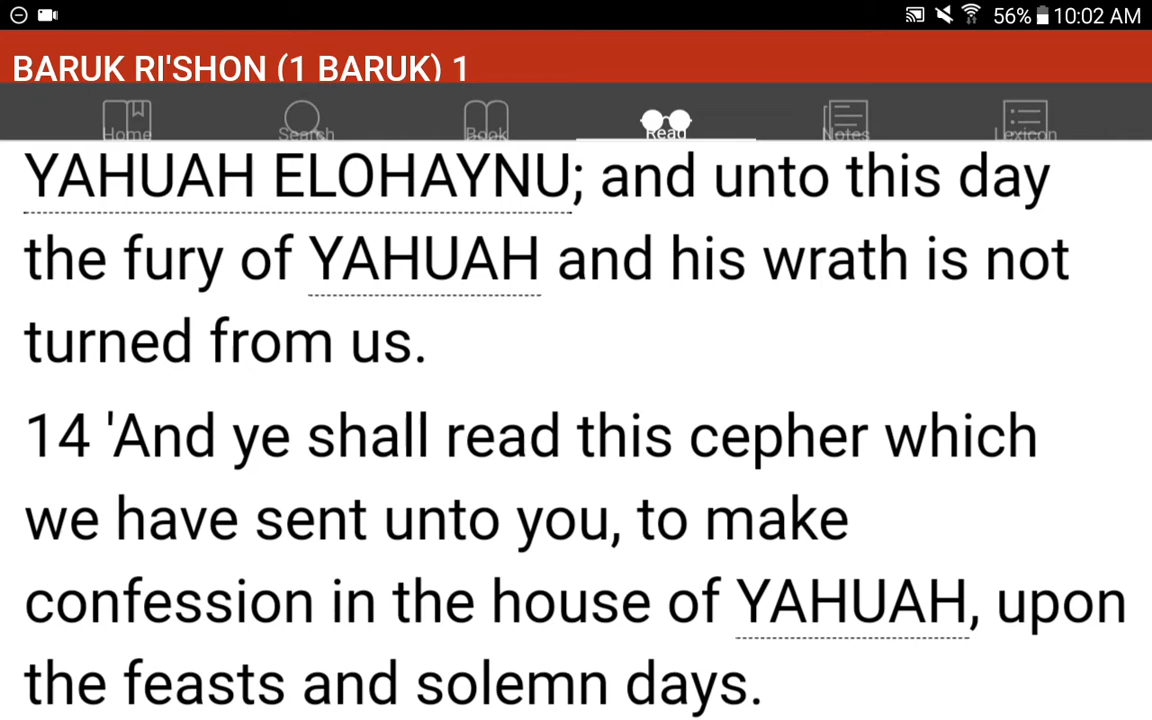 56% 10:02 AM
BARUK RI'SHON (1 BARUK) 1
Home Search Book Read Notes Lexicon
YAHUAH ELOHAYNU; and unto this day
the fury of YAHUAH and his wrath is not
turned from us.
14 'And ye shall read this cepher which
we have sent unto you, to make
confession in the house of YAHUAH, upon
the feasts and solemn days.